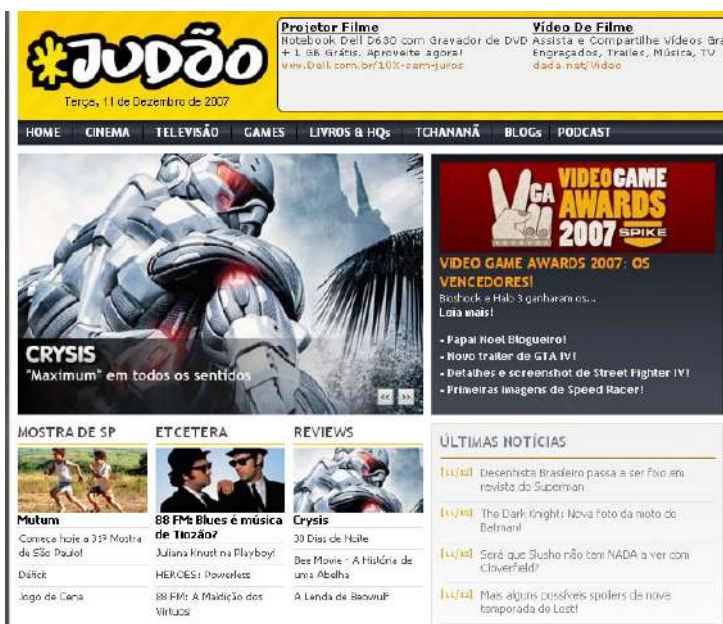 *JUDÃO
Terça, 11 de Dezembro de 2007
Projetor Filme
Notebook Dell D630 com Gravador de DVD
+ 1 GB Grátis. Aproveite agora!
www.Dell.com.br/10X-sem-juros
Vídeo De Filme
Assista e Compartilhe Vídeos Gra
Engraçados, Trailes, Música, TV
dada.net/Video
HOME CINEMA TELEVISÃO GAMES LIVROS & HQs TCHANANÃ BLOGs PODCAST
CRYSIS
"Maximum" em todos os sentidos
<< >>
VGA VIDEO GAME
AWARDS
2007 SPIKE
VIDEO GAME AWARDS 2007: OS
VENCEDORES!
Bioshock e Halo 3 ganharam os...
Leia mais!
- Papai Noel Blogueiro!
- Novo trailer de GTA IV!
- Detalhes e screenshot de Street Fighter IV!
- Primeiras imagens de Speed Racer!
MOSTRA DE SP
Mutum
Começa hoje a 31ª Mostra
de São Paulo!
Déficit
Jogo de Cena
ETCETERA
88 FM: Blues é música
de Tiozão?
Juliana Knust na Playboy!
HEROES: Powerless
88 FM: A Maldição dos
Virtuosi
REVIEWS
Crysis
30 Dias de Noite
Bee Movie - A História de
uma Abelha
A Lenda de Beowulf
ÚLTIMAS NOTÍCIAS
[11/12] Desenhista Brasileiro passa a ser fixo em
revista do Superman
[11/12] The Dark Knight: Nova foto da moto do
Batman!
[11/12] Será que Slusho não tem NADA a ver com
Cloverfield?
[11/12] Mais alguns possíveis spoilers da nova
temporada de Lost!